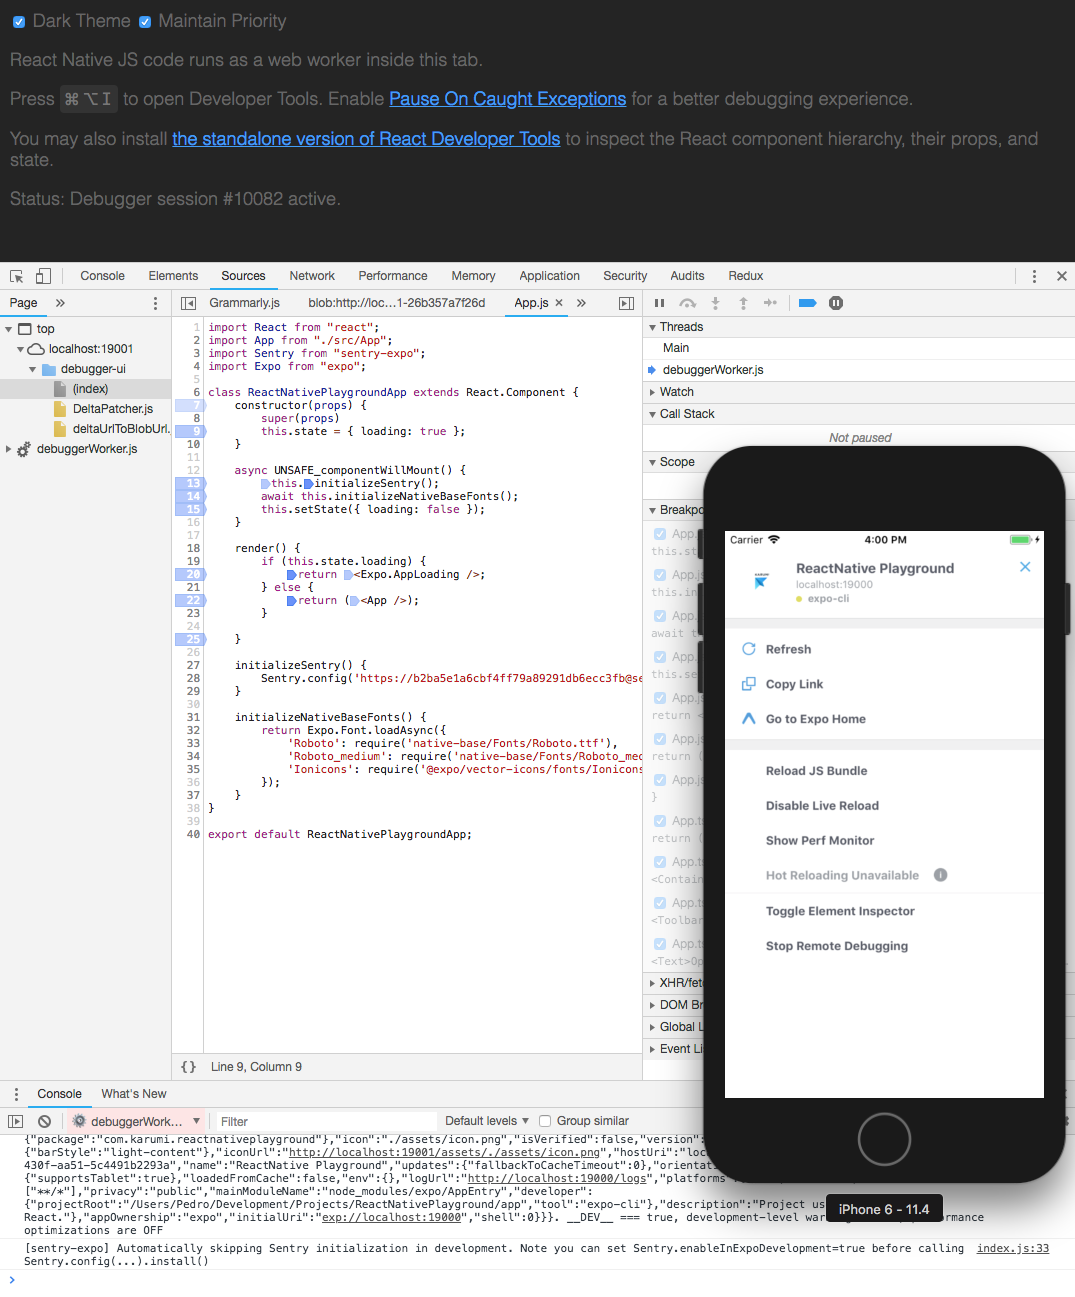 Dark Theme Maintain Priority
React Native JS code runs as a web worker inside this tab.
Press ⌘⌥I to open Developer Tools. Enable Pause On Caught Exceptions for a better debugging experience.
You may also install the standalone version of React Developer Tools to inspect the React component hierarchy, their props, and
state.
Status: Debugger session #10082 active.
Console Elements Sources Network Performance Memory Application Security Audits Redux
Page » Grammarly.js blob:http://loc…1-26b357a7f26d App.js × »
top
localhost:19001
debugger-ui
(index)
DeltaPatcher.js
deltaUrlToBlobUrl.
debuggerWorker.js
1 import React from "react";
2 import App from "./src/App";
3 import Sentry from "sentry-expo";
4 import Expo from "expo";
5
6 class ReactNativePlaygroundApp extends React.Component {
7 constructor(props) {
8 super(props)
9 this.state = { loading: true };
10 }
11
12 async UNSAFE_componentWillMount() {
13 this.initializeSentry();
14 await this.initializeNativeBaseFonts();
15 this.setState({ loading: false });
16 }
17
18 render() {
19 if (this.state.loading) {
20 return <Expo.AppLoading />;
21 } else {
22 return (<App />);
23 }
24
25 }
26
27 initializeSentry() {
28 Sentry.config('https://b2ba5e1a6cbf4ff79a89291db6ecc3fb@se
29 }
30
31 initializeNativeBaseFonts() {
32 return Expo.Font.loadAsync({
33 'Roboto': require('native-base/Fonts/Roboto.ttf'),
34 'Roboto_medium': require('native-base/Fonts/Roboto_med
35 'Ionicons': require('@expo/vector-icons/fonts/Ionicons
36 });
37 }
38 }
39
40 export default ReactNativePlaygroundApp;
{} Line 9, Column 9
Threads
Main
debuggerWorker.js
Watch
Call Stack
Not paused
Scope
Breakpo
App.
this.st
App.j
this.in
App.
await t
App.
this.se
App.j
return <
App.j
return (
App.j
}
App.t
return (
App.t
<Contain
App.t
<Toolbar
App.t
<Text>Op
XHR/fet
DOM Br
Global L
Event Li
Carrier 4:00 PM
ReactNative Playground
localhost:19000
expo-cli
Refresh
Copy Link
Go to Expo Home
Reload JS Bundle
Disable Live Reload
Show Perf Monitor
Hot Reloading Unavailable i
Toggle Element Inspector
Stop Remote Debugging
iPhone 6 - 11.4
Console What's New
debuggerWork… Filter Default levels Group similar
{"package":"com.karumi.reactnativeplayground"},"icon":"./assets/icon.png","isVerified":false,"version":
{"barStyle":"light-content"},"iconUrl":"http://localhost:19001/assets/./assets/icon.png","hostUri":"loc
430f-aa51-5c4491b2293a","name":"ReactNative Playground","updates":{"fallbackToCacheTimeout":0},"orientat
{"supportsTablet":true},"loadedFromCache":false,"env":{},"logUrl":"http://localhost:19000/logs","platforms
["**/*"],"privacy":"public","mainModuleName":"node_modules/expo/AppEntry","developer":
{"projectRoot":"/Users/Pedro/Development/Projects/ReactNativePlayground/app","tool":"expo-cli"},"description":"Project us
React."},"appOwnership":"expo","initialUri":"exp://localhost:19000","shell":0}}}. __DEV__ === true, development-level war
optimizations are OFF
[sentry-expo] Automatically skipping Sentry initialization in development. Note you can set Sentry.enableInExpoDevelopment=true before calling index.js:33
Sentry.config(...).install()